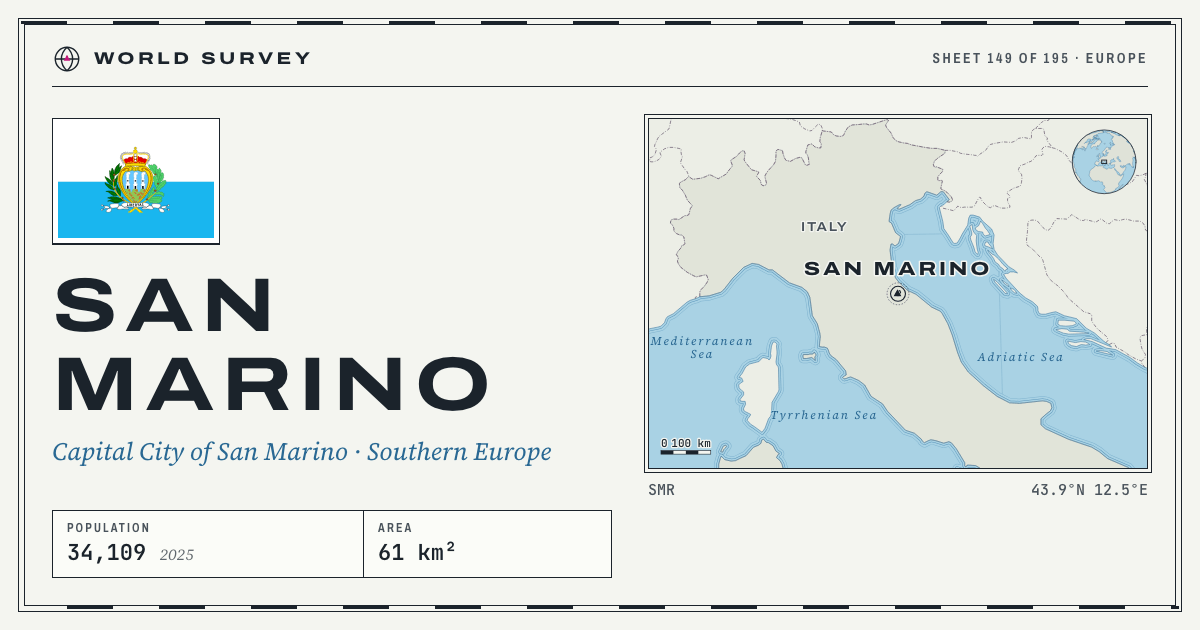 WORLD SURVEY
SHEET 149 OF 195 · EUROPE
SAN
MARINO
Capital City of San Marino · Southern Europe
POPULATION
34,109 2025
AREA
61 km²
ITALY
SAN MARINO
Mediterranean
Sea
Adriatic Sea
Tyrrhenian Sea
0 100 km
SMR
43.9°N 12.5°E